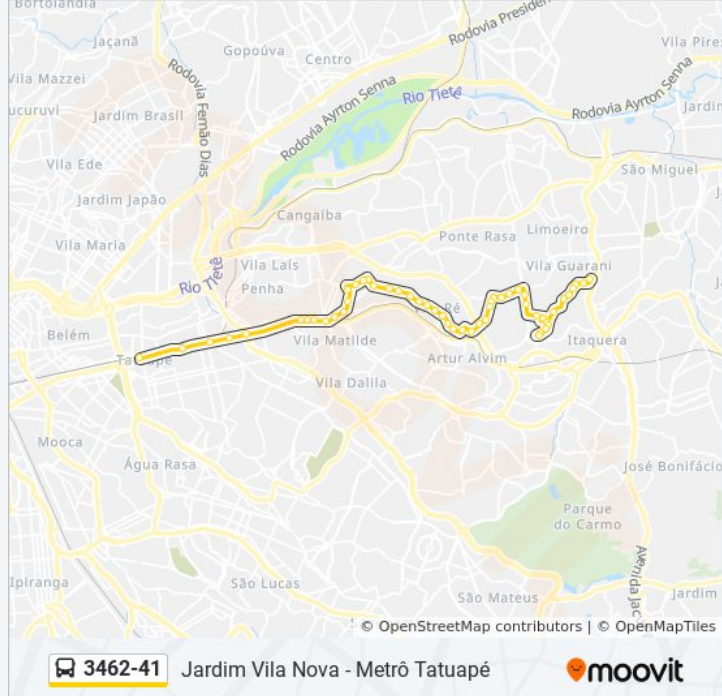 Bortolandia
Jaçanã
Gopoúva
Centro
Rodovia Presiden
Vila Pires
Vila Mazzei
Rodovia Fernão Dias
Rodovia Ayrton Senna
Rio Tietê
Rodovia Ayrton Senna
Jardim Brasil
Jardim
ucuruvi
Vila Ede
São Miguel
Jardim Japão
Cangaíba
Limoeiro
Vila Maria
Ponte Rasa
Vila Laís
Vila Guarani
Rio Tietê
Penha
Ré
Belém
Vila Matilde
Itaquera
Tatuapé
Artur Alvim
Vila Dalila
Mooca
Água Rasa
José Bonifácio
Parque
do Carmo
Ipiranga
São Lucas
São Mateus
Avenida Jac
Jardim
© OpenStreetMap contributors | © OpenMapTiles
3462-41 Jardim Vila Nova - Metrô Tatuapé
moovit